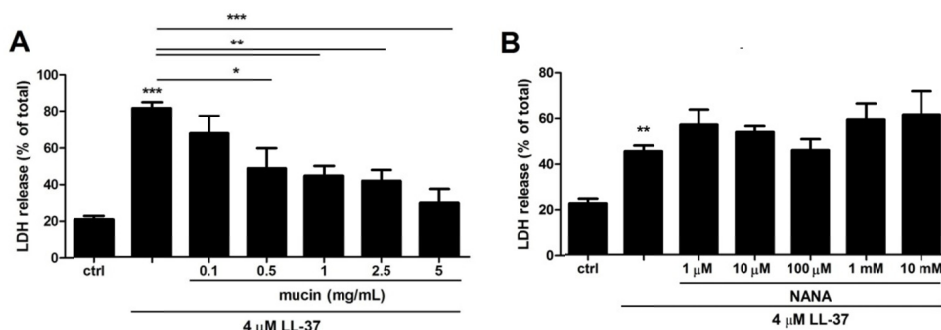 A
***
**
*
***
LDH release (% of total)
100
80
60
40
20
0
ctrl
-
0.1
0.5
1
2.5
5
mucin (mg/mL)
4 μM LL-37
B
**
LDH release (% of total)
80
60
40
20
0
ctrl
-
1 μM
10 μM
100 μM
1 mM
10 mM
NANA
4 μM LL-37